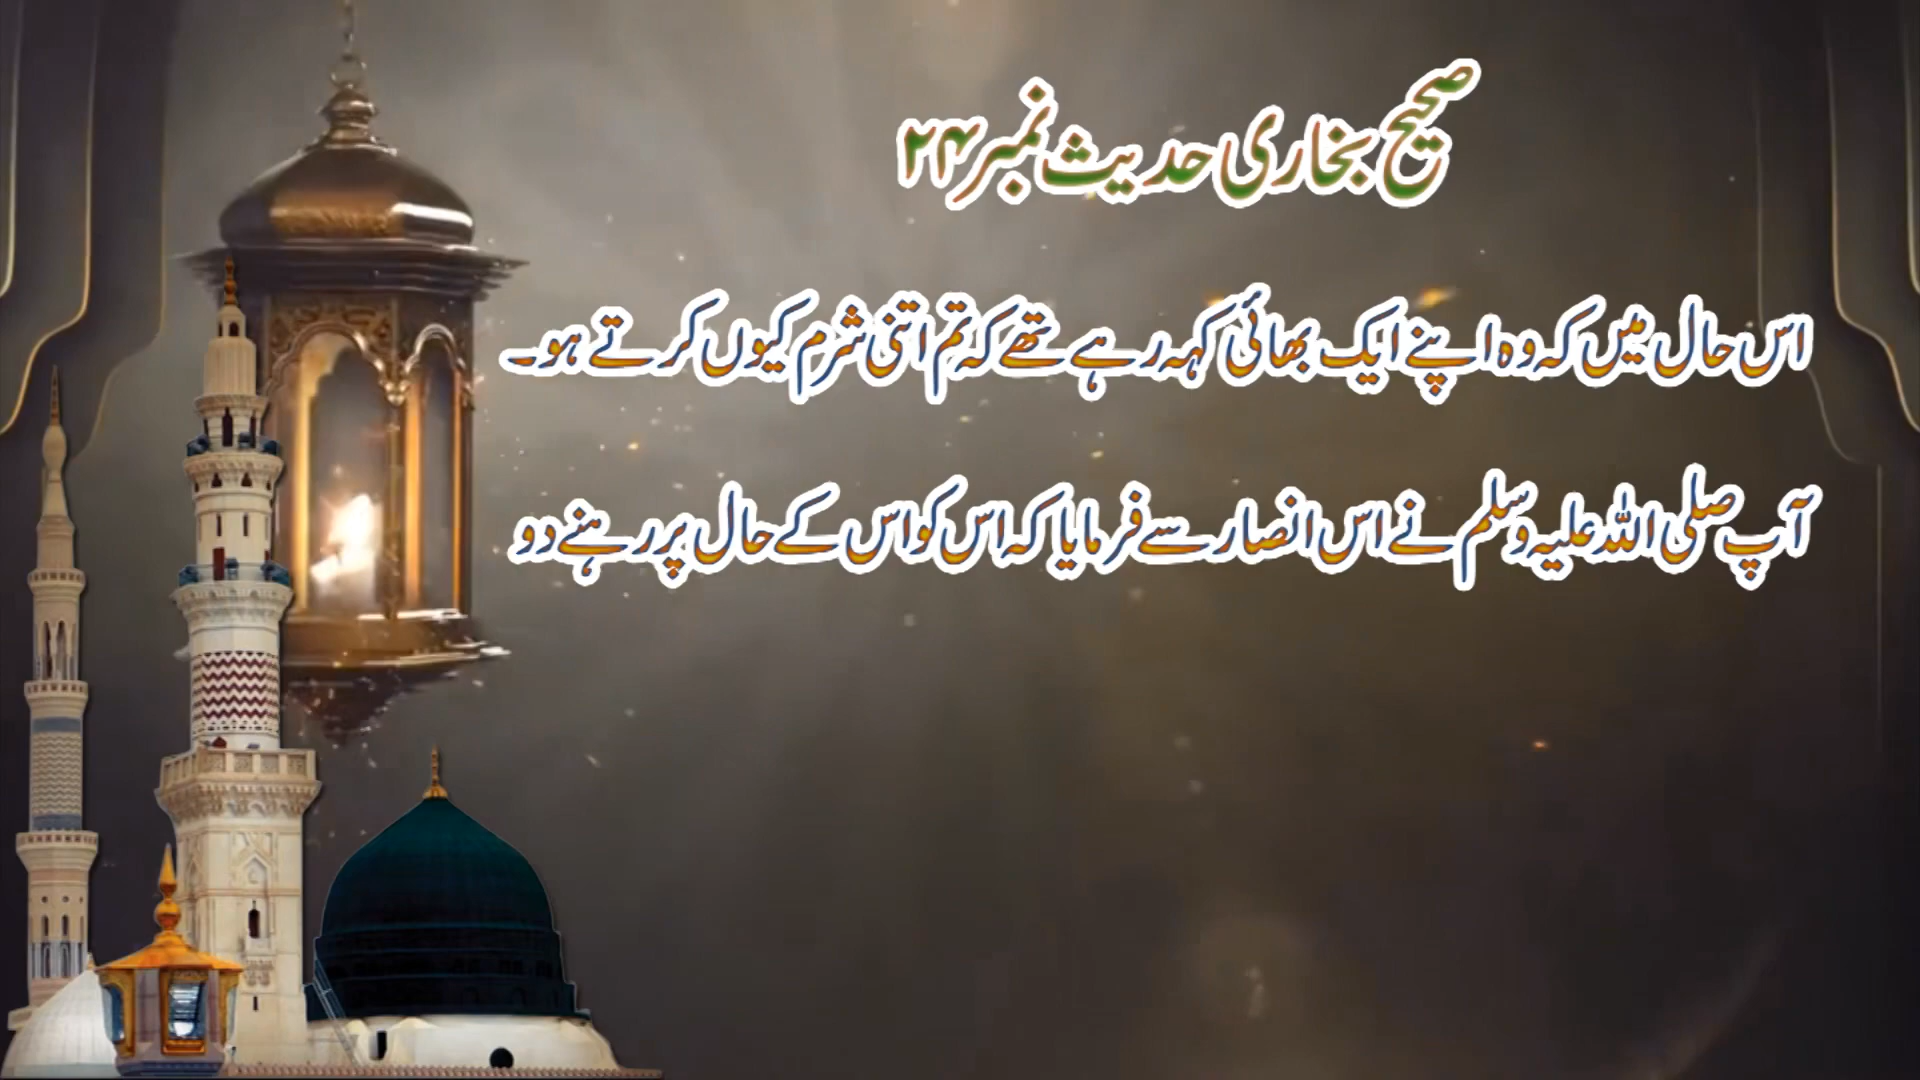 صحیح بخاری حدیث نمبر ۲۴
اس حال میں کہ وہ اپنے ایک بھائی کہہ رہے تھے کہ تم اتنی شرم کیوں کرتے ہو۔
آپ صلی اللہ علیہ وسلم نے اس انصار سے فرمایا کہ اس کو اس کے حال پر رہنے دو